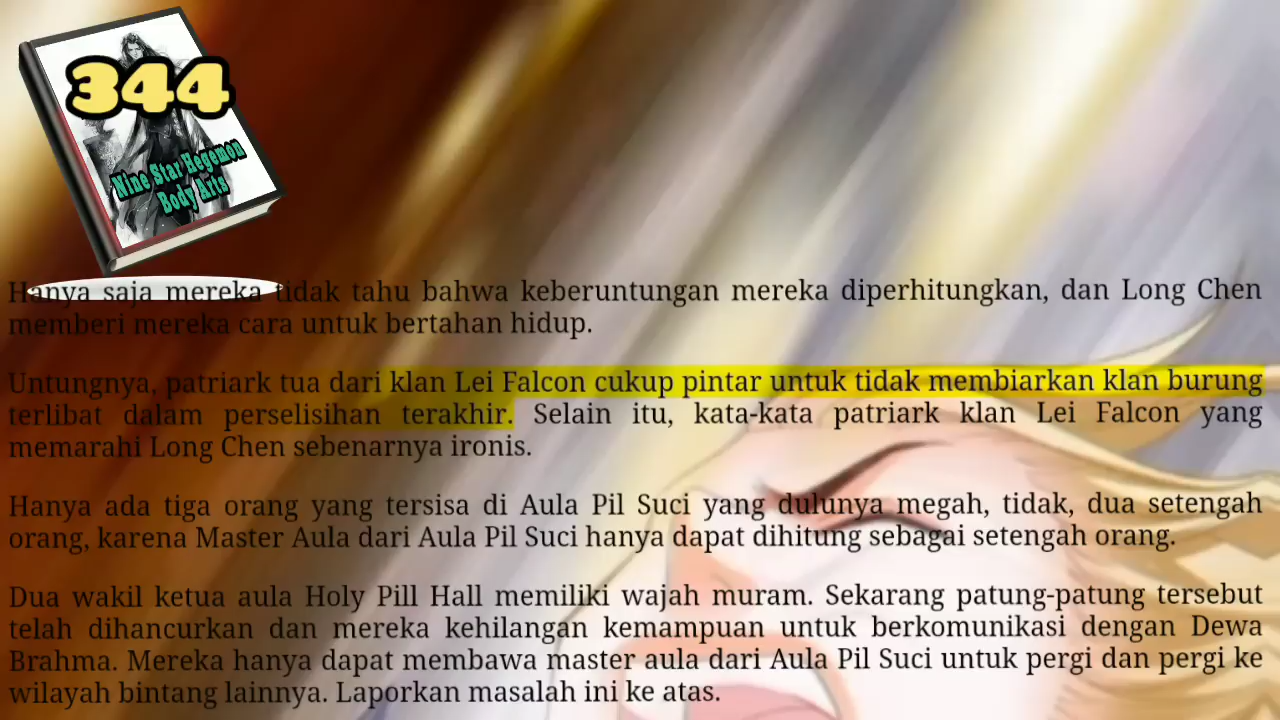 344
Nine Star Hegemon
Body Arts
Hanya saja mereka tidak tahu bahwa keberuntungan mereka diperhitungkan, dan Long Chen
memberi mereka cara untuk bertahan hidup.
Untungnya, patriark tua dari klan Lei Falcon cukup pintar untuk tidak membiarkan klan burung
terlibat dalam perselisihan terakhir. Selain itu, kata-kata patriark klan Lei Falcon yang
memarahi Long Chen sebenarnya ironis.
Hanya ada tiga orang yang tersisa di Aula Pil Suci yang dulunya megah, tidak, dua setengah
orang, karena Master Aula dari Aula Pil Suci hanya dapat dihitung sebagai setengah orang.
Dua wakil ketua aula Holy Pill Hall memiliki wajah muram. Sekarang patung-patung tersebut
telah dihancurkan dan mereka kehilangan kemampuan untuk berkomunikasi dengan Dewa
Brahma. Mereka hanya dapat membawa master aula dari Aula Pil Suci untuk pergi dan pergi ke
wilayah bintang lainnya. Laporkan masalah ini ke atas.